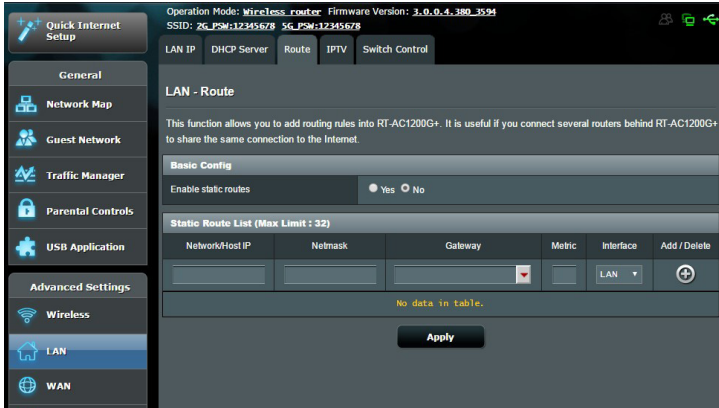 Quick Internet
Setup
General
Network Map
Guest Network
Traffic Manager
Parental Controls
USB Application
Advanced Settings
Wireless
LAN
WAN
Operation Mode: Wireless router Firmware Version: 3.0.0.4.380_3594
SSID: 2G_PSW:12345678 5G_PSW:12345678
LAN IP DHCP Server Route IPTV Switch Control
LAN - Route
This function allows you to add routing rules into RT-AC1200G+. It is useful if you connect several routers behind RT-AC1200G+
to share the same connection to the Internet.
Basic Config
Enable static routes Yes No
Static Route List (Max Limit : 32)
Network/Host IP Netmask Gateway Metric Interface Add / Delete
LAN
No data in table.
Apply